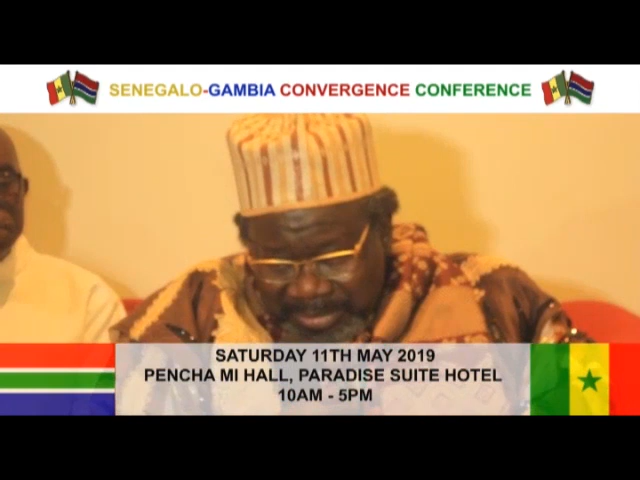 SENEGALO-GAMBIA CONVERGENCE CONFERENCE
SATURDAY 11TH MAY 2019
PENCHA MI HALL, PARADISE SUITE HOTEL
10AM - 5PM